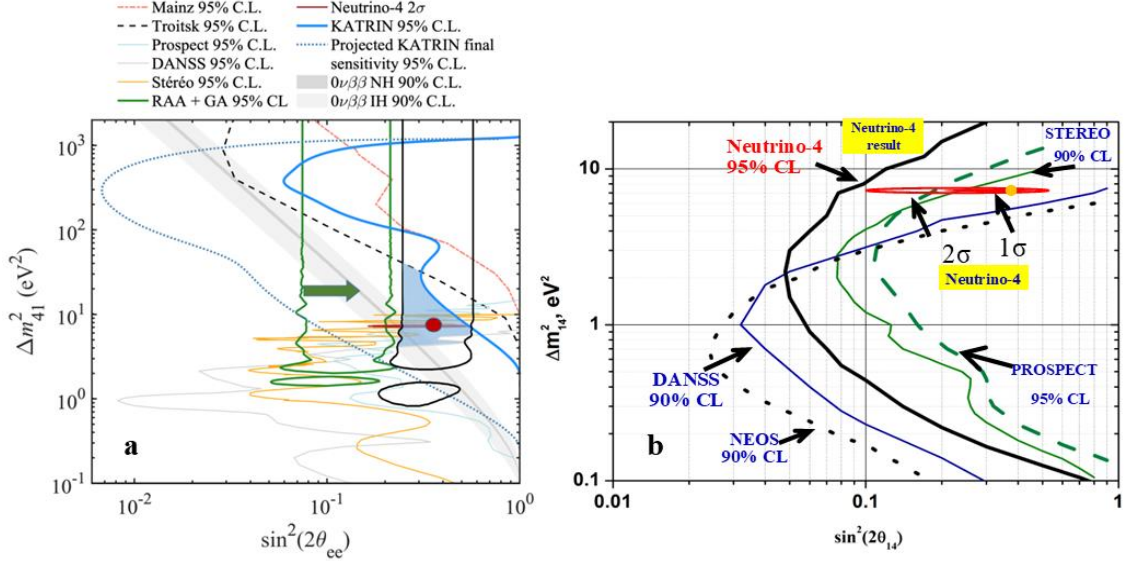 Mainz 95% C.L.
Troitsk 95% C.L.
Prospect 95% C.L.
DANSS 95% C.L.
Stéréo 95% C.L.
RAA + GA 95% CL
Neutrino-4 2σ
KATRIN 95% C.L.
Projected KATRIN final
sensitivity 95% C.L.
0νββ NH 90% C.L.
0νββ IH 90% C.L.
10³
10²
10¹
10⁰
10⁻¹
Δm²₄₁ (eV²)
a
10⁻²
10⁻¹
10⁰
sin²(2θee)
Neutrino-4
result
STEREO
90% CL
Neutrino-4
95% CL
2σ
1σ
Neutrino-4
DANSS
90% CL
PROSPECT
95% CL
NEOS
90% CL
b
10
1
0.1
Δm²₁₄, eV²
0.01
0.1
1
sin²(2θ₁₄)